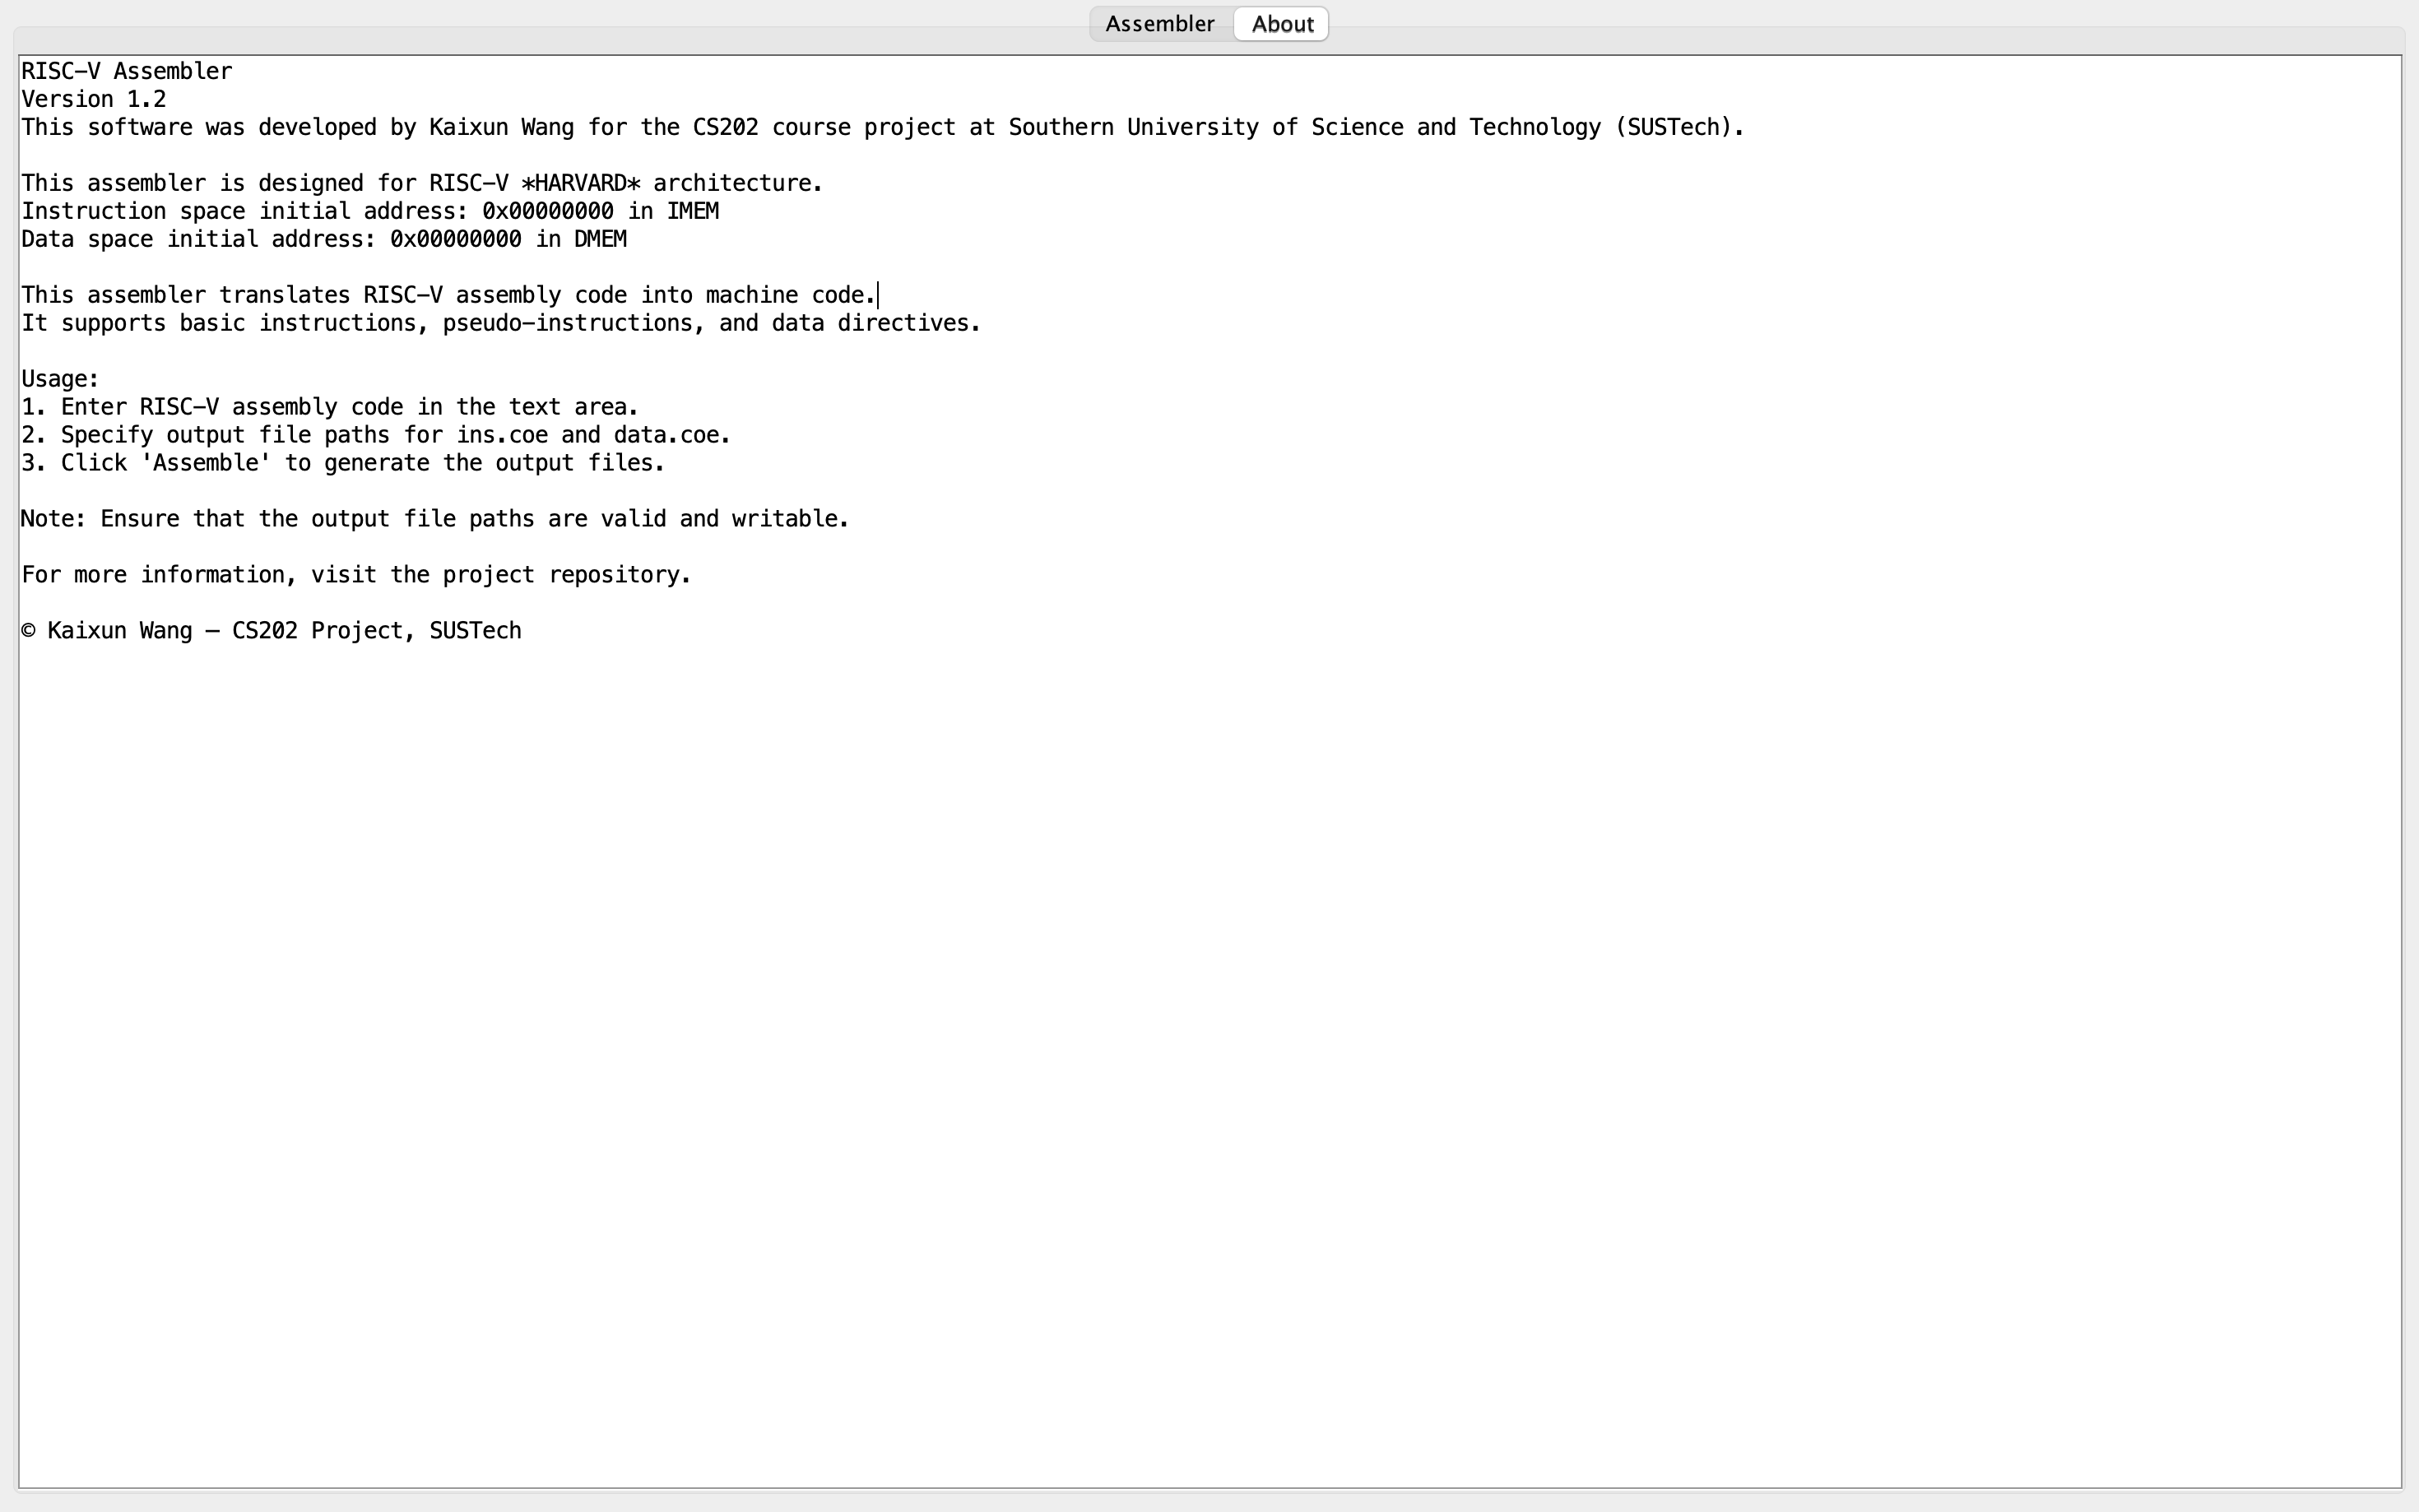 Assembler About
RISC-V Assembler
Version 1.2
This software was developed by Kaixun Wang for the CS202 course project at Southern University of Science and Technology (SUSTech).
This assembler is designed for RISC-V *HARVARD* architecture.
Instruction space initial address: 0x00000000 in IMEM
Data space initial address: 0x00000000 in DMEM
This assembler translates RISC-V assembly code into machine code.
It supports basic instructions, pseudo-instructions, and data directives.
Usage:
1. Enter RISC-V assembly code in the text area.
2. Specify output file paths for ins.coe and data.coe.
3. Click 'Assemble' to generate the output files.
Note: Ensure that the output file paths are valid and writable.
For more information, visit the project repository.
© Kaixun Wang – CS202 Project, SUSTech